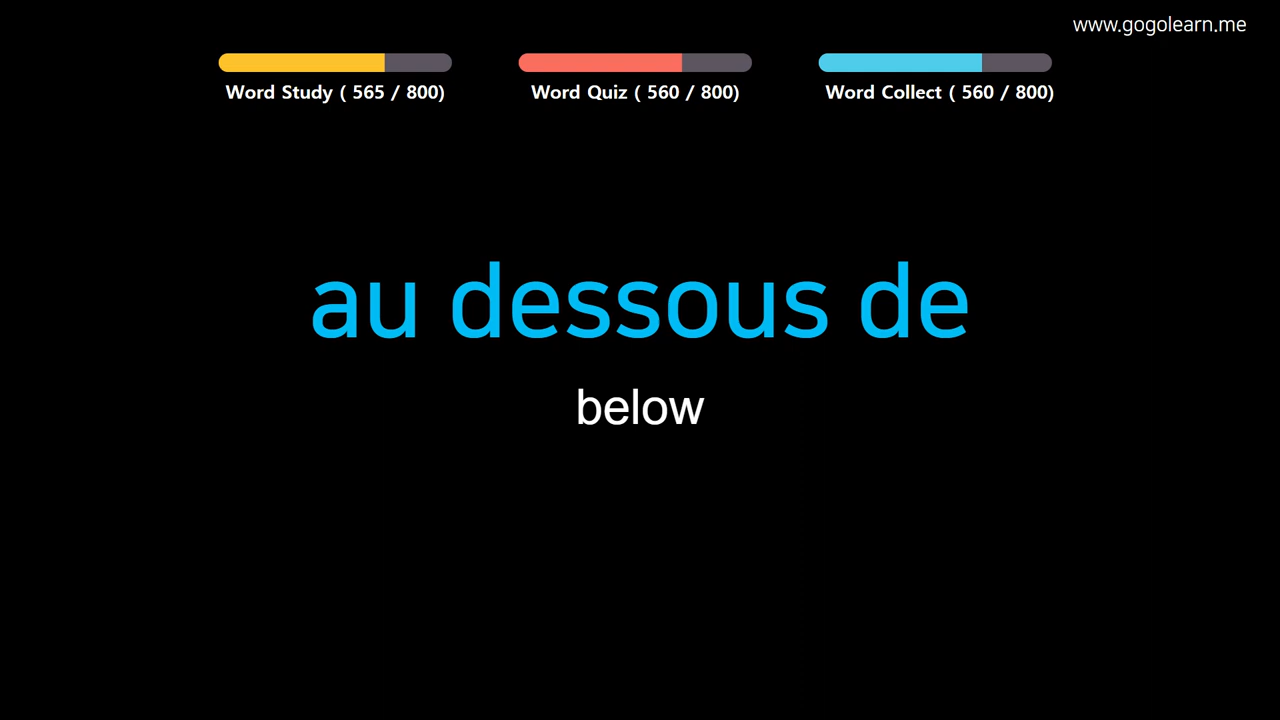 www.gogolearn.me
Word Study ( 565 / 800)
Word Quiz ( 560 / 800)
Word Collect ( 560 / 800)
au dessous de
below